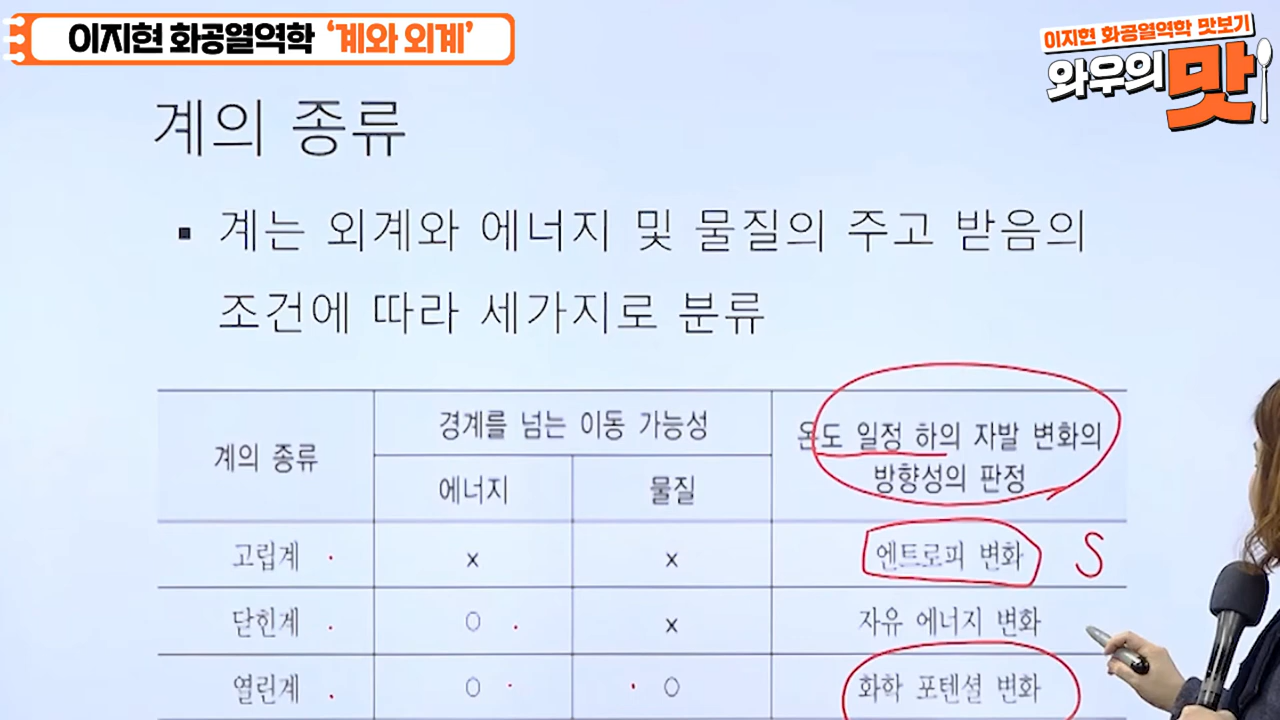 이지현 화공열역학 '계와 외계'
이지현 화공열역학 맛보기
와우의 맛
계의 종류
▪ 계는 외계와 에너지 및 물질의 주고 받음의
조건에 따라 세가지로 분류
계의 종류
경계를 넘는 이동 가능성
온도 일정 하의 자발 변화의
방향성의 판정
에너지
물질
고립계 x x 엔트로피 변화 S
닫힌계 O x 자유 에너지 변화
열린계 O O 화학 포텐셜 변화